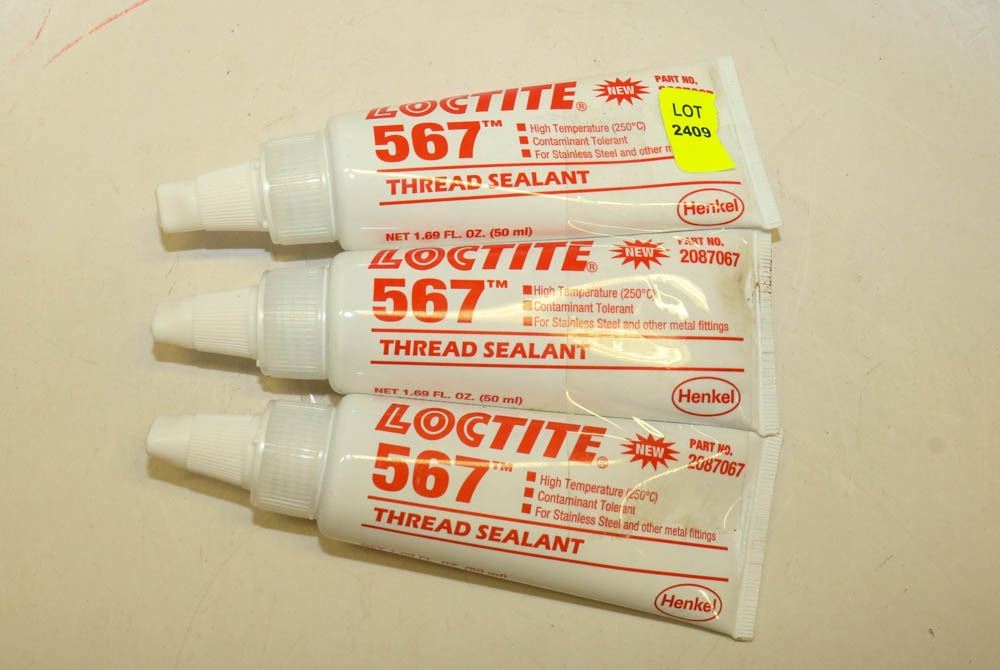 LOCTITE®
NEW
PART NO.
LOT
2409
567™
High Temperature (250°C)
Contaminant Tolerant
For Stainless Steel and other
THREAD SEALANT
Henkel
NET 1.69 FL. OZ. (50 ml)
LOCTITE®
NEW
PART NO.
2087067
567™
High Temperature (250°C)
Contaminant Tolerant
For Stainless Steel and other metal fittings
THREAD SEALANT
Henkel
NET 1.69 FL. OZ. (50 ml)
LOCTITE®
NEW
PART NO.
2087067
567™
High Temperature (250°C)
Contaminant Tolerant
For Stainless Steel and other metal fittings
THREAD SEALANT
Henkel